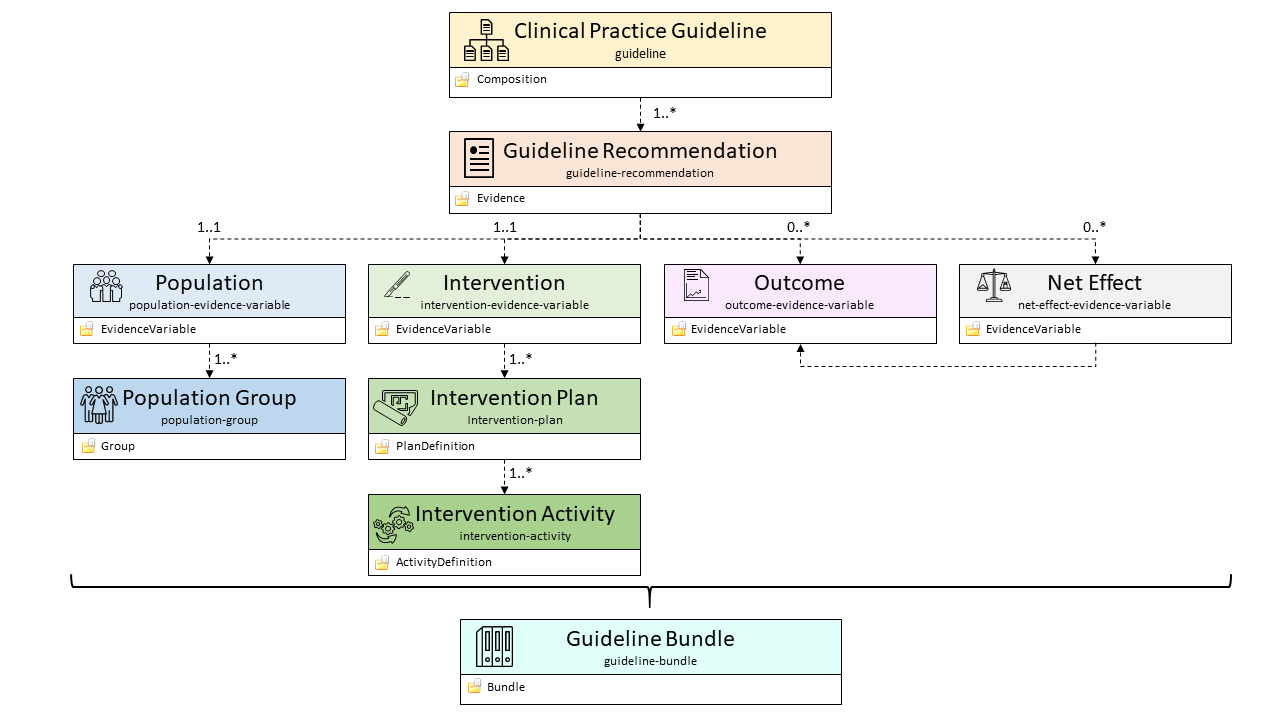 Clinical Practice Guideline
guideline
Composition
1..*
Guideline Recommendation
guideline-recommendation
Evidence
1..1
1..1
0..*
0..*
Population
population-evidence-variable
EvidenceVariable
Intervention
intervention-evidence-variable
EvidenceVariable
Outcome
outcome-evidence-variable
EvidenceVariable
Net Effect
net-effect-evidence-variable
EvidenceVariable
1..*
1..*
Population Group
population-group
Group
Intervention Plan
Intervention-plan
PlanDefinition
1..*
Intervention Activity
intervention-activity
ActivityDefinition
Guideline Bundle
guideline-bundle
Bundle